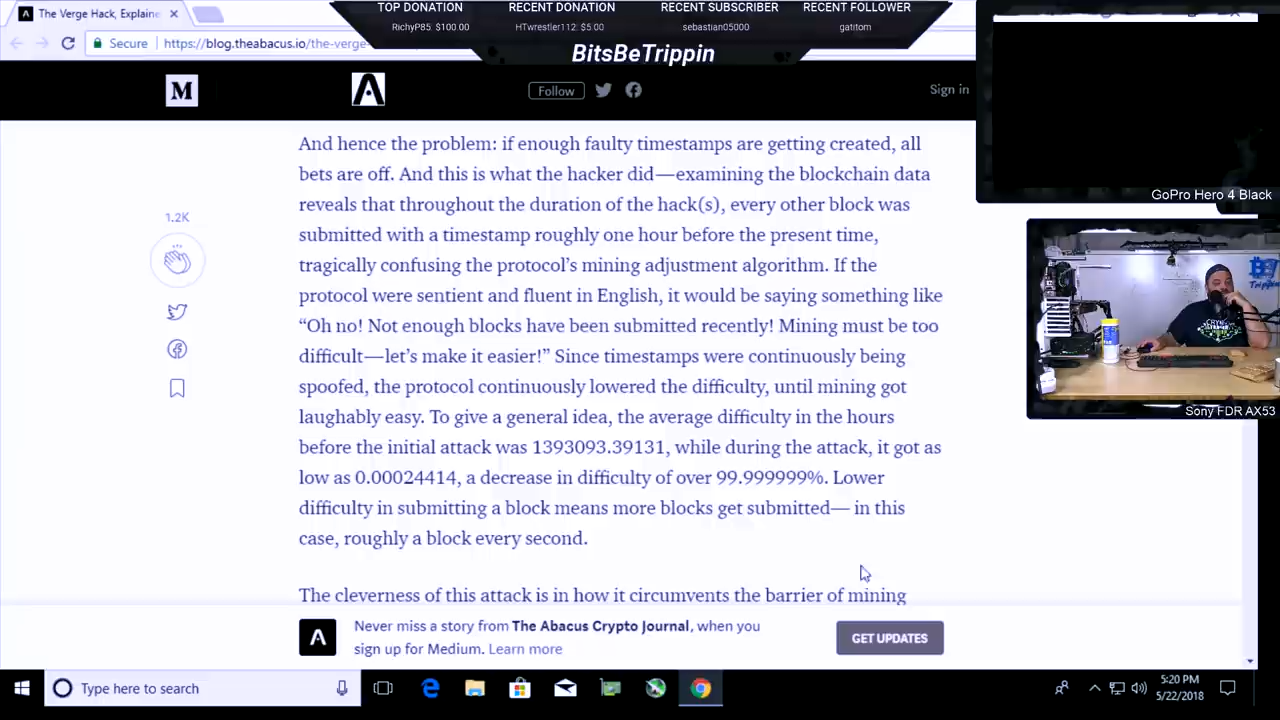 The Verge Hack, Explaine
TOP DONATION
RichyP85: $100.00
RECENT DONATION
HTwrestler112: $5.00
RECENT SUBSCRIBER
sebastian05000
RECENT FOLLOWER
gatitom
BitsBeTrippin
Secure
https://blog.theabacus.io/the-verge-
M
Follow
Sign in
GoPro Hero 4 Black
And hence the problem: if enough faulty timestamps are getting created, all
bets are off. And this is what the hacker did—examining the blockchain data
reveals that throughout the duration of the hack(s), every other block was
submitted with a timestamp roughly one hour before the present time,
tragically confusing the protocol’s mining adjustment algorithm. If the
protocol were sentient and fluent in English, it would be saying something like
“Oh no! Not enough blocks have been submitted recently! Mining must be too
difficult—let’s make it easier!” Since timestamps were continuously being
spoofed, the protocol continuously lowered the difficulty, until mining got
laughably easy. To give a general idea, the average difficulty in the hours
before the initial attack was 1393093.39131, while during the attack, it got as
low as 0.00024414, a decrease in difficulty of over 99.999999%. Lower
difficulty in submitting a block means more blocks get submitted— in this
case, roughly a block every second.
The cleverness of this attack is in how it circumvents the barrier of mining
1.2K
Sony FDR AX53
Never miss a story from The Abacus Crypto Journal, when you
sign up for Medium. Learn more
GET UPDATES
Type here to search
5:20 PM
5/22/2018